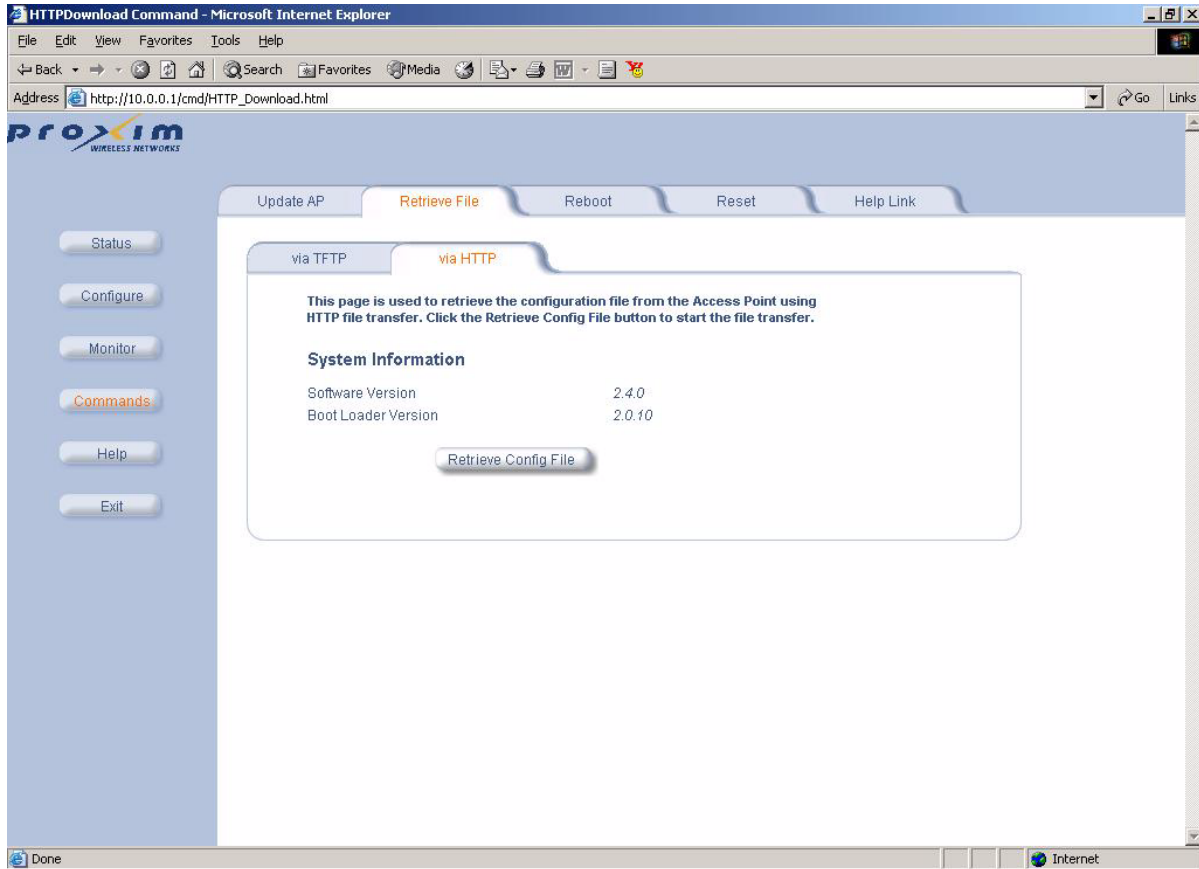 HTTPDownload Command - Microsoft Internet Explorer
File Edit View Favorites Tools Help
Back Search Favorites Media
Address http://10.0.0.1/cmd/HTTP_Download.html Go Links
proxim
WIRELESS NETWORKS
Update AP Retrieve File Reboot Reset Help Link
Status
via TFTP via HTTP
Configure
This page is used to retrieve the configuration file from the Access Point using
HTTP file transfer. Click the Retrieve Config File button to start the file transfer.
Monitor
System Information
Software Version 2.4.0
Commands
Boot Loader Version 2.0.10
Help
Retrieve Config File
Exit
Done Internet